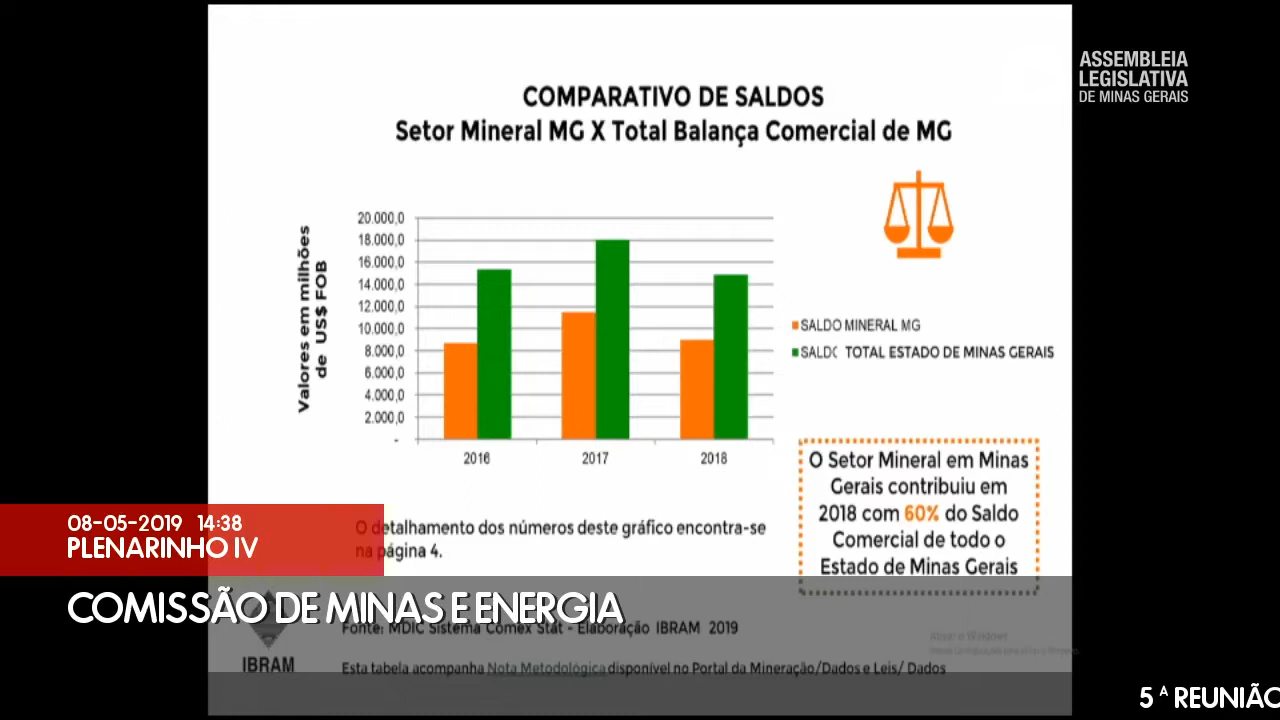 ASSEMBLEIA
LEGISLATIVA
DE MINAS GERAIS
COMPARATIVO DE SALDOS
Setor Mineral MG X Total Balança Comercial de MG
Valores em milhões
de US$ FOB
20.000,0
18.000,0
16.000,0
14.000,0
12.000,0
10.000,0
8.000,0
6.000,0
4.000,0
2.000,0
-
2016
2017
2018
SALDO MINERAL MG
SALDO TOTAL ESTADO DE MINAS GERAIS
O Setor Mineral em Minas
Gerais contribuiu em
2018 com 60% do Saldo
Comercial de todo o
Estado de Minas Gerais
O detalhamento dos números deste gráfico encontra-se
na página 4.
08-05-2019 14:38
PLENARINHO IV
COMISSÃO DE MINAS E ENERGIA
Fonte: MDIC Sistema Comex Stat - Elaboração IBRAM 2019
IBRAM
Esta tabela acompanha Nota Metodológica disponível no Portal da Mineração/Dados e Leis/ Dados
5ª REUNIÃO